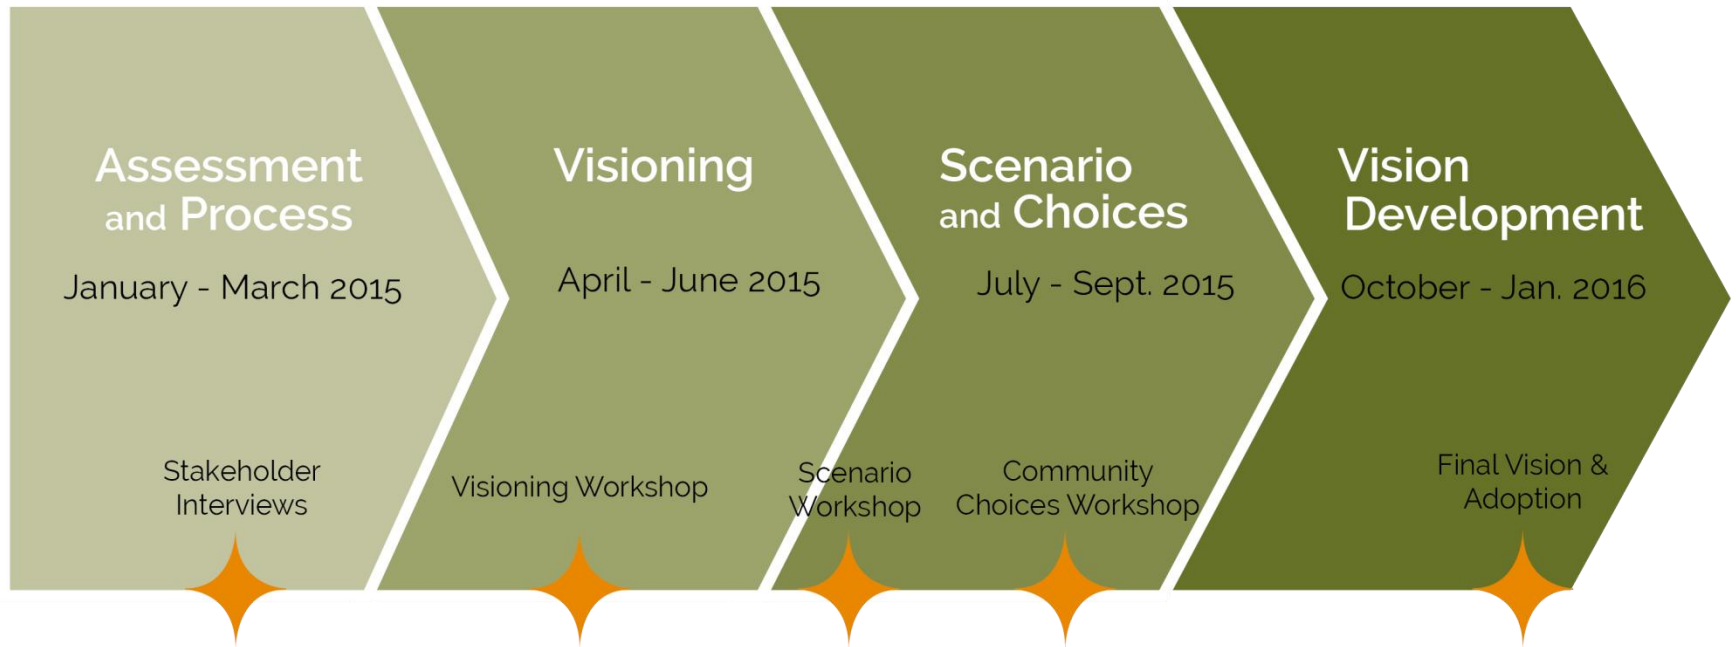 Assessment
and Process
January - March 2015
Stakeholder
Interviews
Visioning
April - June 2015
Visioning Workshop
Scenario
and Choices
July - Sept. 2015
Scenario
Workshop
Community
Choices Workshop
Vision
Development
October - Jan. 2016
Final Vision &
Adoption